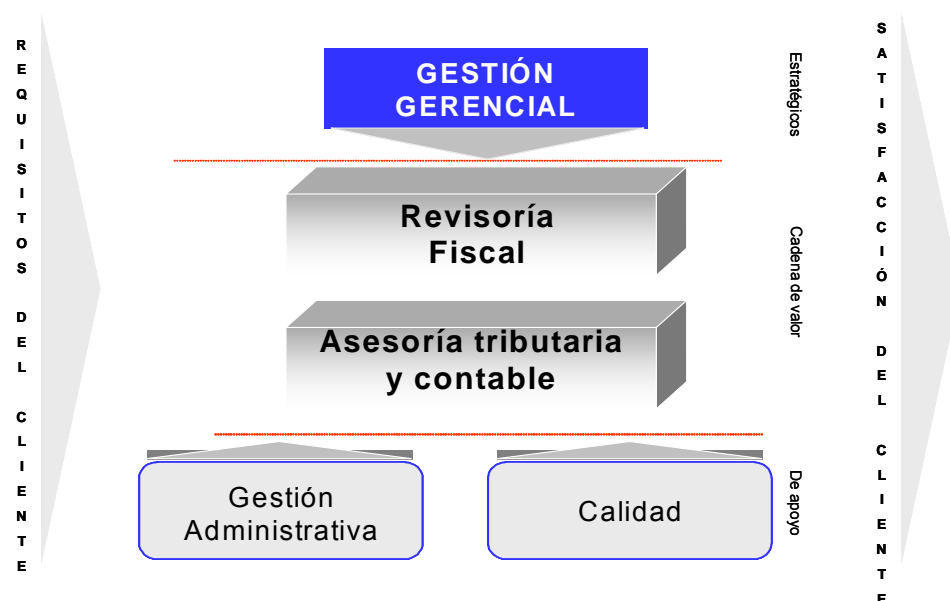 REQUISITOS DEL CLIENTE
GESTIÓN
GERENCIAL
Estratégicos
Revisoría
Fiscal
Cadena de valor
Asesoría tributaria
y contable
Gestión
Administrativa
Calidad
De apoyo
SATISFACCIÓN DEL CLIENTE